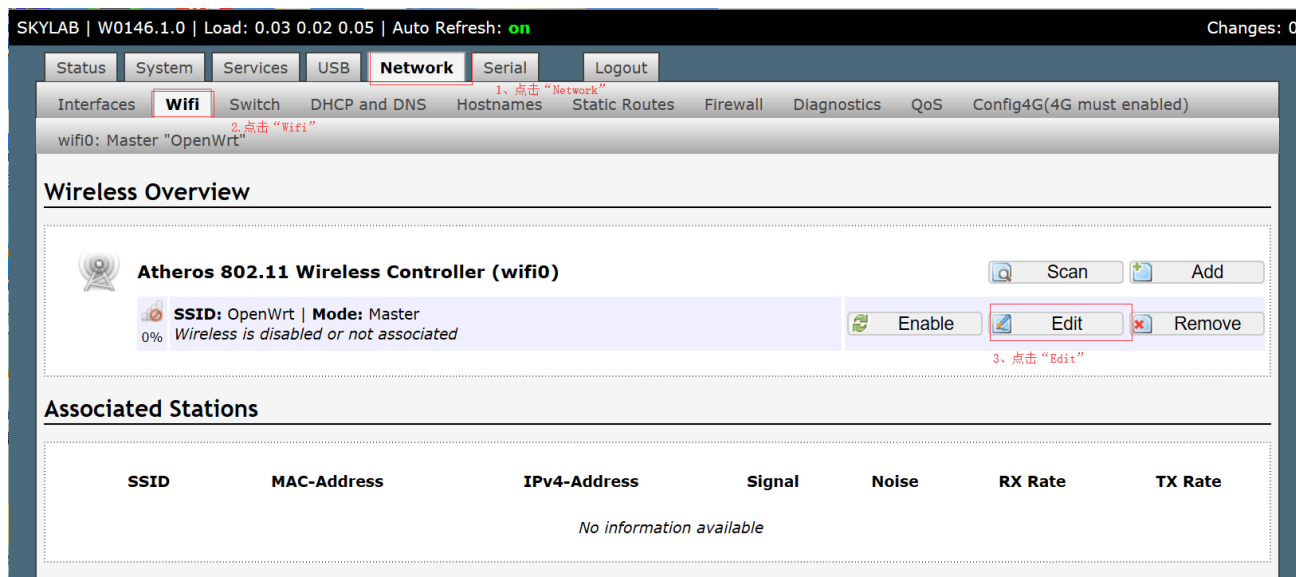 SKYLAB | W0146.1.0 | Load: 0.03 0.02 0.05 | Auto Refresh: on Changes: 0
Status System Services USB Network Serial Logout
1、点击“Network”
Interfaces Wifi Switch DHCP and DNS Hostnames Static Routes Firewall Diagnostics QoS Config4G(4G must enabled)
2.点击“Wifi”
wifi0: Master "OpenWrt"
Wireless Overview
Atheros 802.11 Wireless Controller (wifi0) Scan Add
SSID: OpenWrt | Mode: Master
0% Wireless is disabled or not associated
Enable Edit Remove
3、点击“Edit”
Associated Stations
SSID MAC-Address IPv4-Address Signal Noise RX Rate TX Rate
No information available